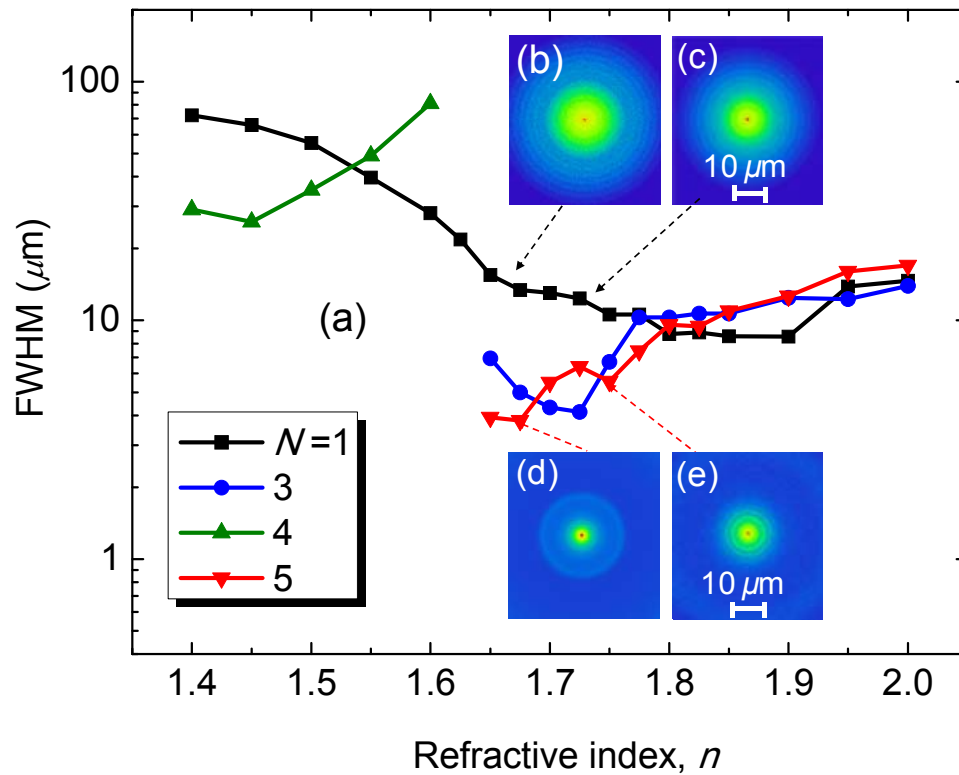 100
10
1
FWHM (μm)
(a)
(b)
(c)
10 μm
(d)
(e)
10 μm
N=1
3
4
5
1.4 1.5 1.6 1.7 1.8 1.9 2.0
Refractive index, n